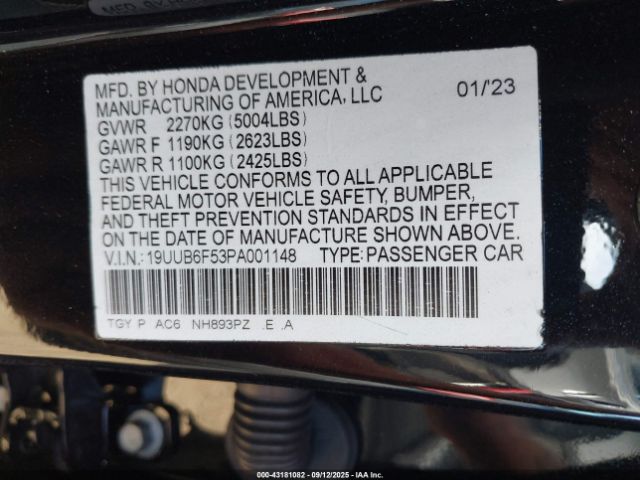 MFD. BY HONDA DEVELOPMENT &
MANUFACTURING OF AMERICA, LLC 01/'23
GVWR 2270KG (5004LBS)
GAWR F 1190KG (2623LBS)
GAWR R 1100KG (2425LBS)
THIS VEHICLE CONFORMS TO ALL APPLICABLE
FEDERAL MOTOR VEHICLE SAFETY, BUMPER,
AND THEFT PREVENTION STANDARDS IN EFFECT
ON THE DATE OF MANUFACTURE SHOWN ABOVE.
V.I.N.: 19UUB6F53PA001148 TYPE: PASSENGER CAR
TGY P AC6 NH893PZ .E .A
000-43181082 - 09/12/2025 - IAA Inc.